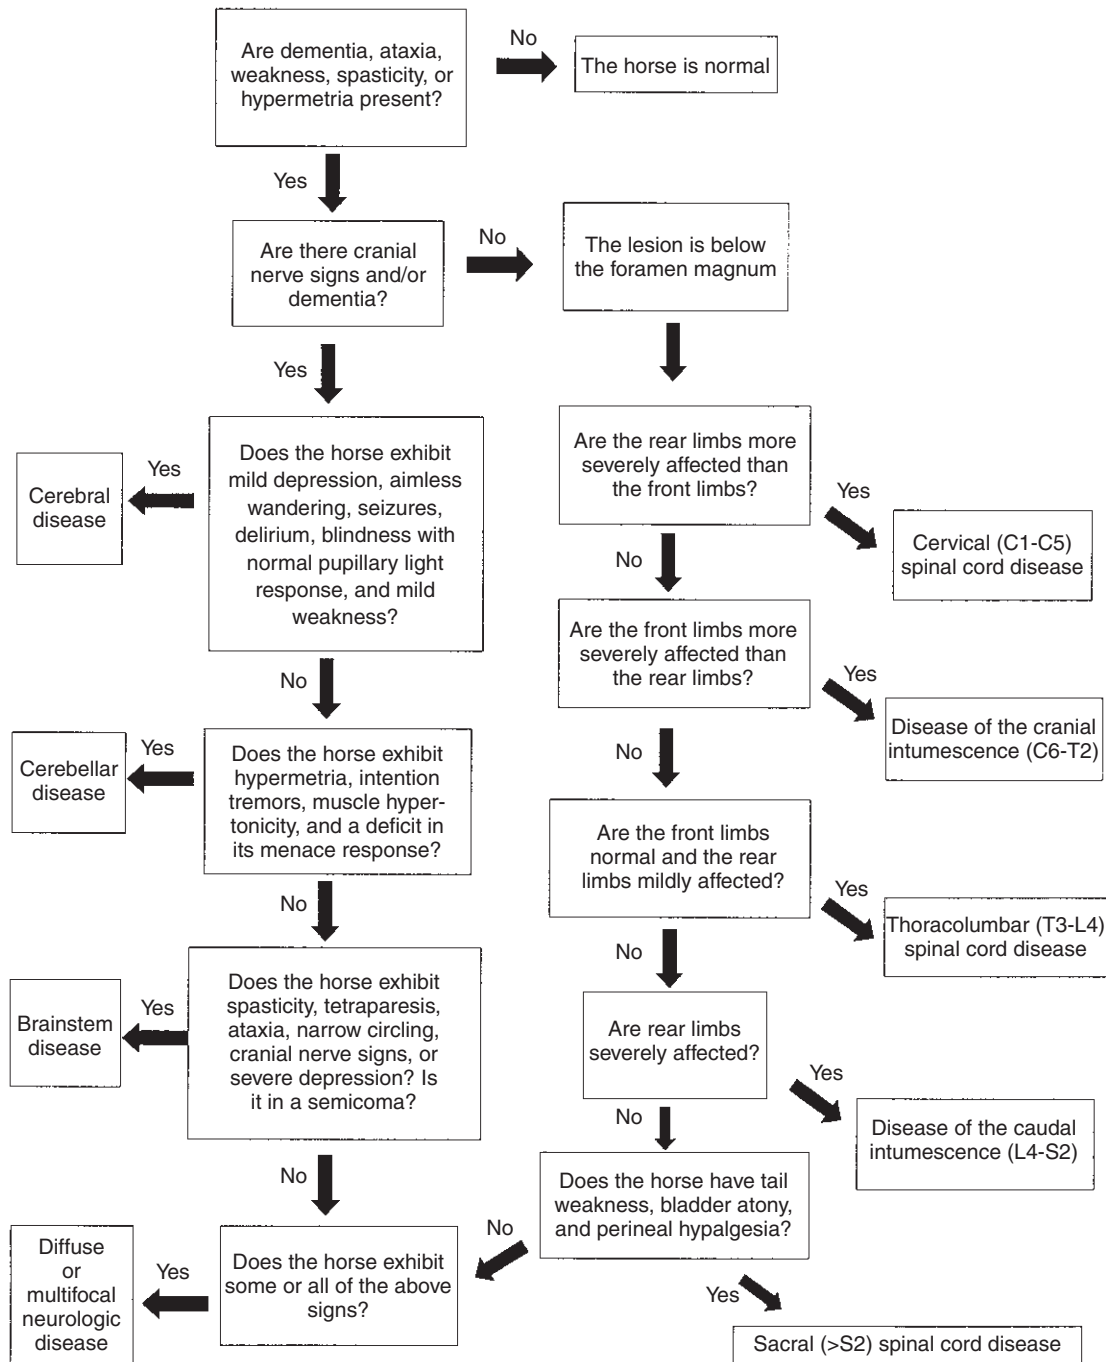 Are dementia, ataxia,
weakness, spasticity, or
hypermetria present?
No
The horse is normal
Yes
Are there cranial
nerve signs and/or
dementia?
No
The lesion is below
the foramen magnum
Yes
Does the horse exhibit
mild depression, aimless
wandering, seizures,
delirium, blindness with
normal pupillary light
response, and mild
weakness?
Yes
Cerebral
disease
Are the rear limbs more
severely affected than
the front limbs?
Yes
Cervical (C1-C5)
spinal cord disease
No
Are the front limbs more
severely affected than
the rear limbs?
Yes
Disease of the cranial
intumescence (C6-T2)
No
Does the horse exhibit
hypermetria, intention
tremors, muscle hyper-
tonicity, and a deficit in
its menace response?
Yes
Cerebellar
disease
No
Are the front limbs
normal and the rear
limbs mildly affected?
Yes
Thoracolumbar (T3-L4)
spinal cord disease
No
Does the horse exhibit
spasticity, tetraparesis,
ataxia, narrow circling,
cranial nerve signs, or
severe depression? Is
it in a semicoma?
Yes
Brainstem
disease
No
Are rear limbs
severely affected?
Yes
Disease of the caudal
intumescence (L4-S2)
No
Does the horse have tail
weakness, bladder atony,
and perineal hypalgesia?
No
Yes
Sacral (>S2) spinal cord disease
No
Does the horse exhibit
some or all of the above
signs?
Yes
Diffuse
or
multifocal
neurologic
disease